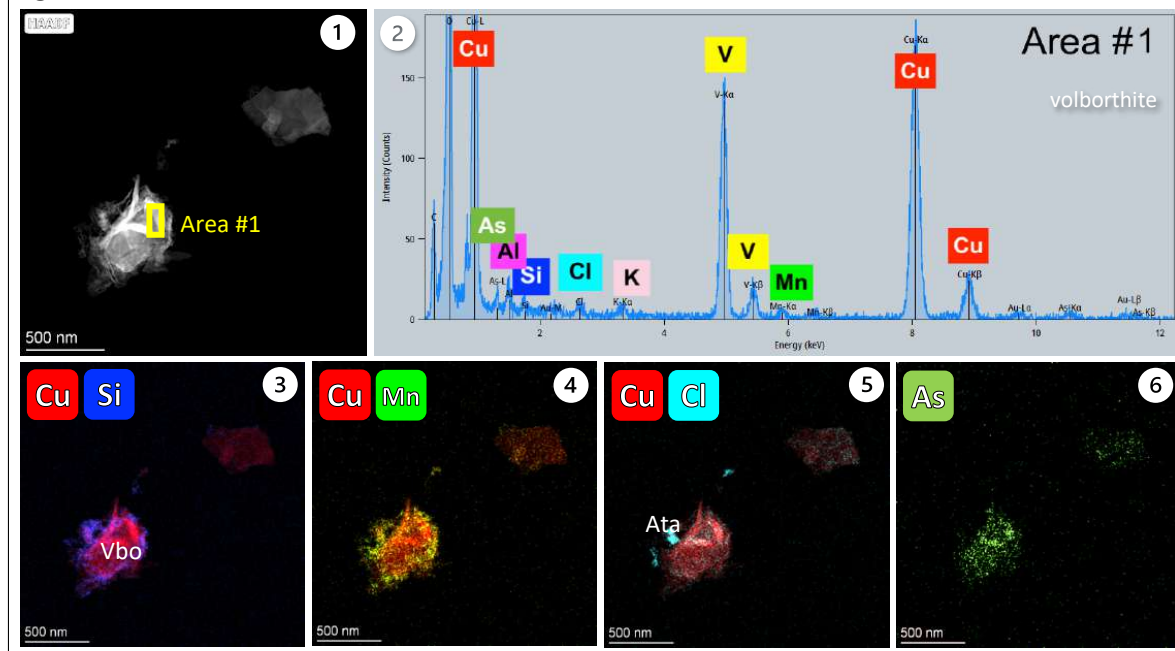 HAADF
1
Area #1
500 nm
2
Area #1
volborthite
Intensity (Counts)
150
100
50
0
C
O
Cu-L
Cu
As
Al
Si
Cl
K
V
V
Mn
Cu
Cu
As-L
Al
Si
Au-M
Cl
K-Kα
V-Kα
V-Kβ
Mn-Kα
Mn-Kβ
Cu-Kα
Cu-Kβ
Au-Lα
As-Kα
Au-Lβ
As-Kβ
2
4
6
8
10
12
Energy (keV)
Cu Si
3
Vbo
500 nm
Cu Mn
4
500 nm
Cu Cl
5
Ata
500 nm
As
6
500 nm